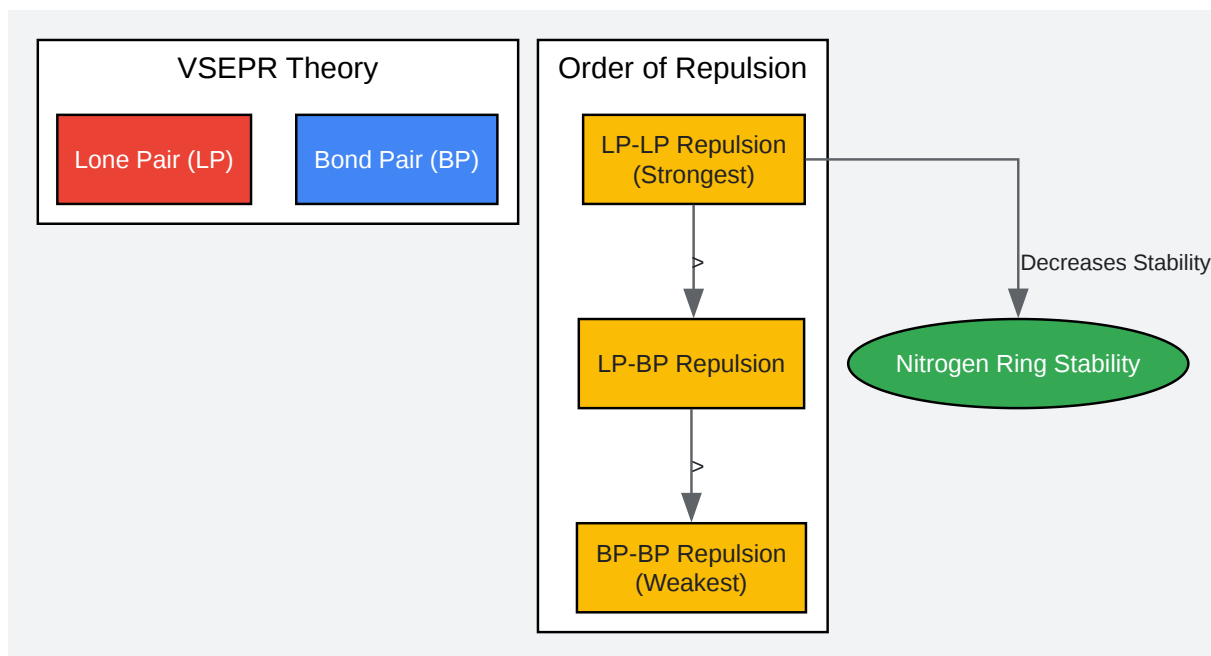 VSEPR Theory
Lone Pair (LP)
Bond Pair (BP)
Order of Repulsion
LP-LP Repulsion
(Strongest)
>
Decreases Stability
LP-BP Repulsion
Nitrogen Ring Stability
>
BP-BP Repulsion
(Weakest)